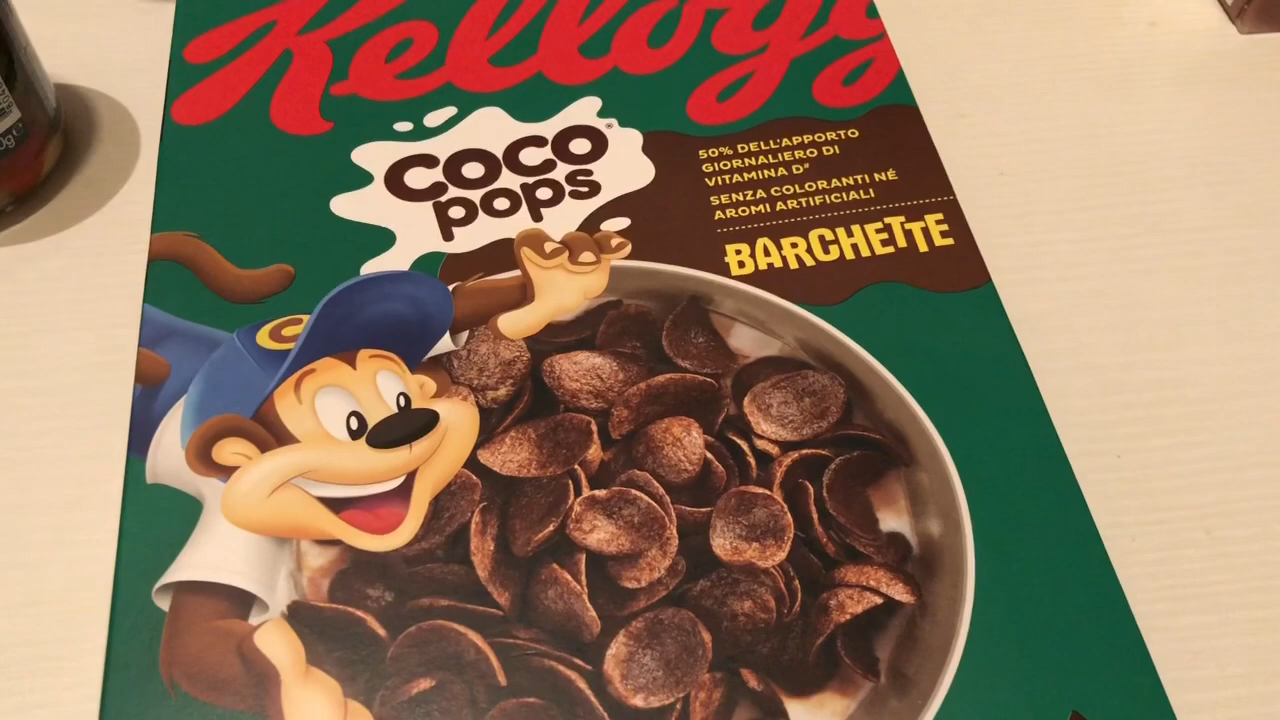 Kellogg
coco
pops®
50% DELL'APPORTO
GIORNALIERO DI
VITAMINA D#
SENZA COLORANTI NÉ
AROMI ARTIFICIALI
BARCHETTE
C